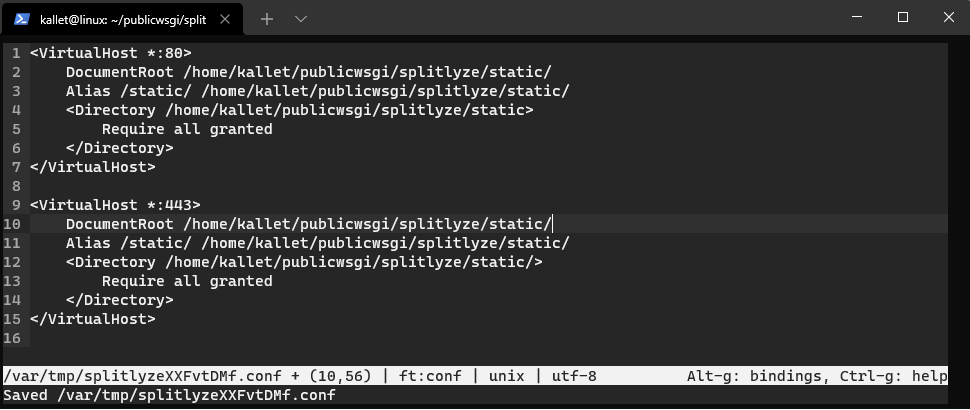 kallet@linux: ~/publicwsgi/split
1 <VirtualHost *:80>
2     DocumentRoot /home/kallet/publicwsgi/splitlyze/static/
3     Alias /static/ /home/kallet/publicwsgi/splitlyze/static/
4     <Directory /home/kallet/publicwsgi/splitlyze/static>
5         Require all granted
6     </Directory>
7 </VirtualHost>
8
9 <VirtualHost *:443>
10     DocumentRoot /home/kallet/publicwsgi/splitlyze/static/
11     Alias /static/ /home/kallet/publicwsgi/splitlyze/static/
12     <Directory /home/kallet/publicwsgi/splitlyze/static/>
13         Require all granted
14     </Directory>
15 </VirtualHost>
16
/var/tmp/splitlyzeXXFvtDMf.conf + (10,56) | ft:conf | unix | utf-8 Alt-g: bindings, Ctrl-g: help
Saved /var/tmp/splitlyzeXXFvtDMf.conf